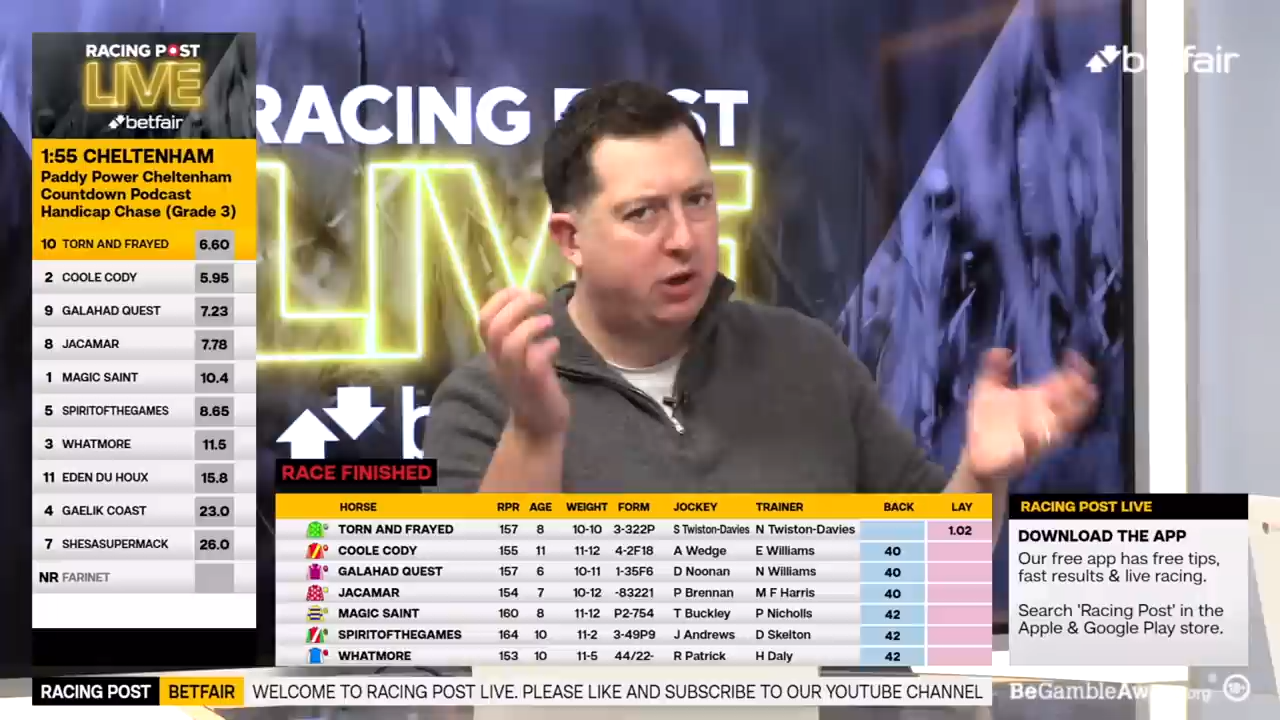 RACING POST
LIVE
betfair
1:55 CHELTENHAM
Paddy Power Cheltenham
Countdown Podcast
Handicap Chase (Grade 3)
10 TORN AND FRAYED 6.60
2 COOLE CODY 5.95
9 GALAHAD QUEST 7.23
8 JACAMAR 7.78
1 MAGIC SAINT 10.4
5 SPIRITOFTHEGAMES 8.65
3 WHATMORE 11.5
11 EDEN DU HOUX 15.8
4 GAELIK COAST 23.0
7 SHESASUPERMACK 26.0
NR FARINET
RACING POST
LIVE
b
betfair
RACE FINISHED
HORSE RPR AGE WEIGHT FORM JOCKEY TRAINER BACK LAY
TORN AND FRAYED 157 8 10-10 3-322P S Twiston-Davies N Twiston-Davies 1.02
COOLE CODY 155 11 11-12 4-2F18 A Wedge E Williams 40
GALAHAD QUEST 157 6 10-11 1-35F6 D Noonan N Williams 40
JACAMAR 154 7 10-12 -83221 P Brennan M F Harris 40
MAGIC SAINT 160 8 11-12 P2-754 T Buckley P Nicholls 42
SPIRITOFTHEGAMES 164 10 11-2 3-49P9 J Andrews D Skelton 42
WHATMORE 153 10 11-5 44/22- R Patrick H Daly 42
RACING POST LIVE
DOWNLOAD THE APP
Our free app has free tips,
fast results & live racing.
Search 'Racing Post' in the
Apple & Google Play store.
RACING POST BETFAIR WELCOME TO RACING POST LIVE. PLEASE LIKE AND SUBSCRIBE TO OUR YOUTUBE CHANNEL
BeGambleAware.org 18+